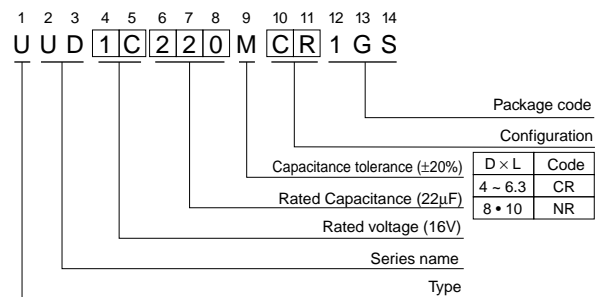 1 2 3 4 5 6 7 8 9 10 11 12 13 14
U U D 1 C 2 2 0 M C R 1 G S
Package code
Configuration
Capacitance tolerance (±20%)
D × L Code
4 ~ 6.3 CR
8 • 10 NR
Rated Capacitance (22µF)
Rated voltage (16V)
Series name
Type